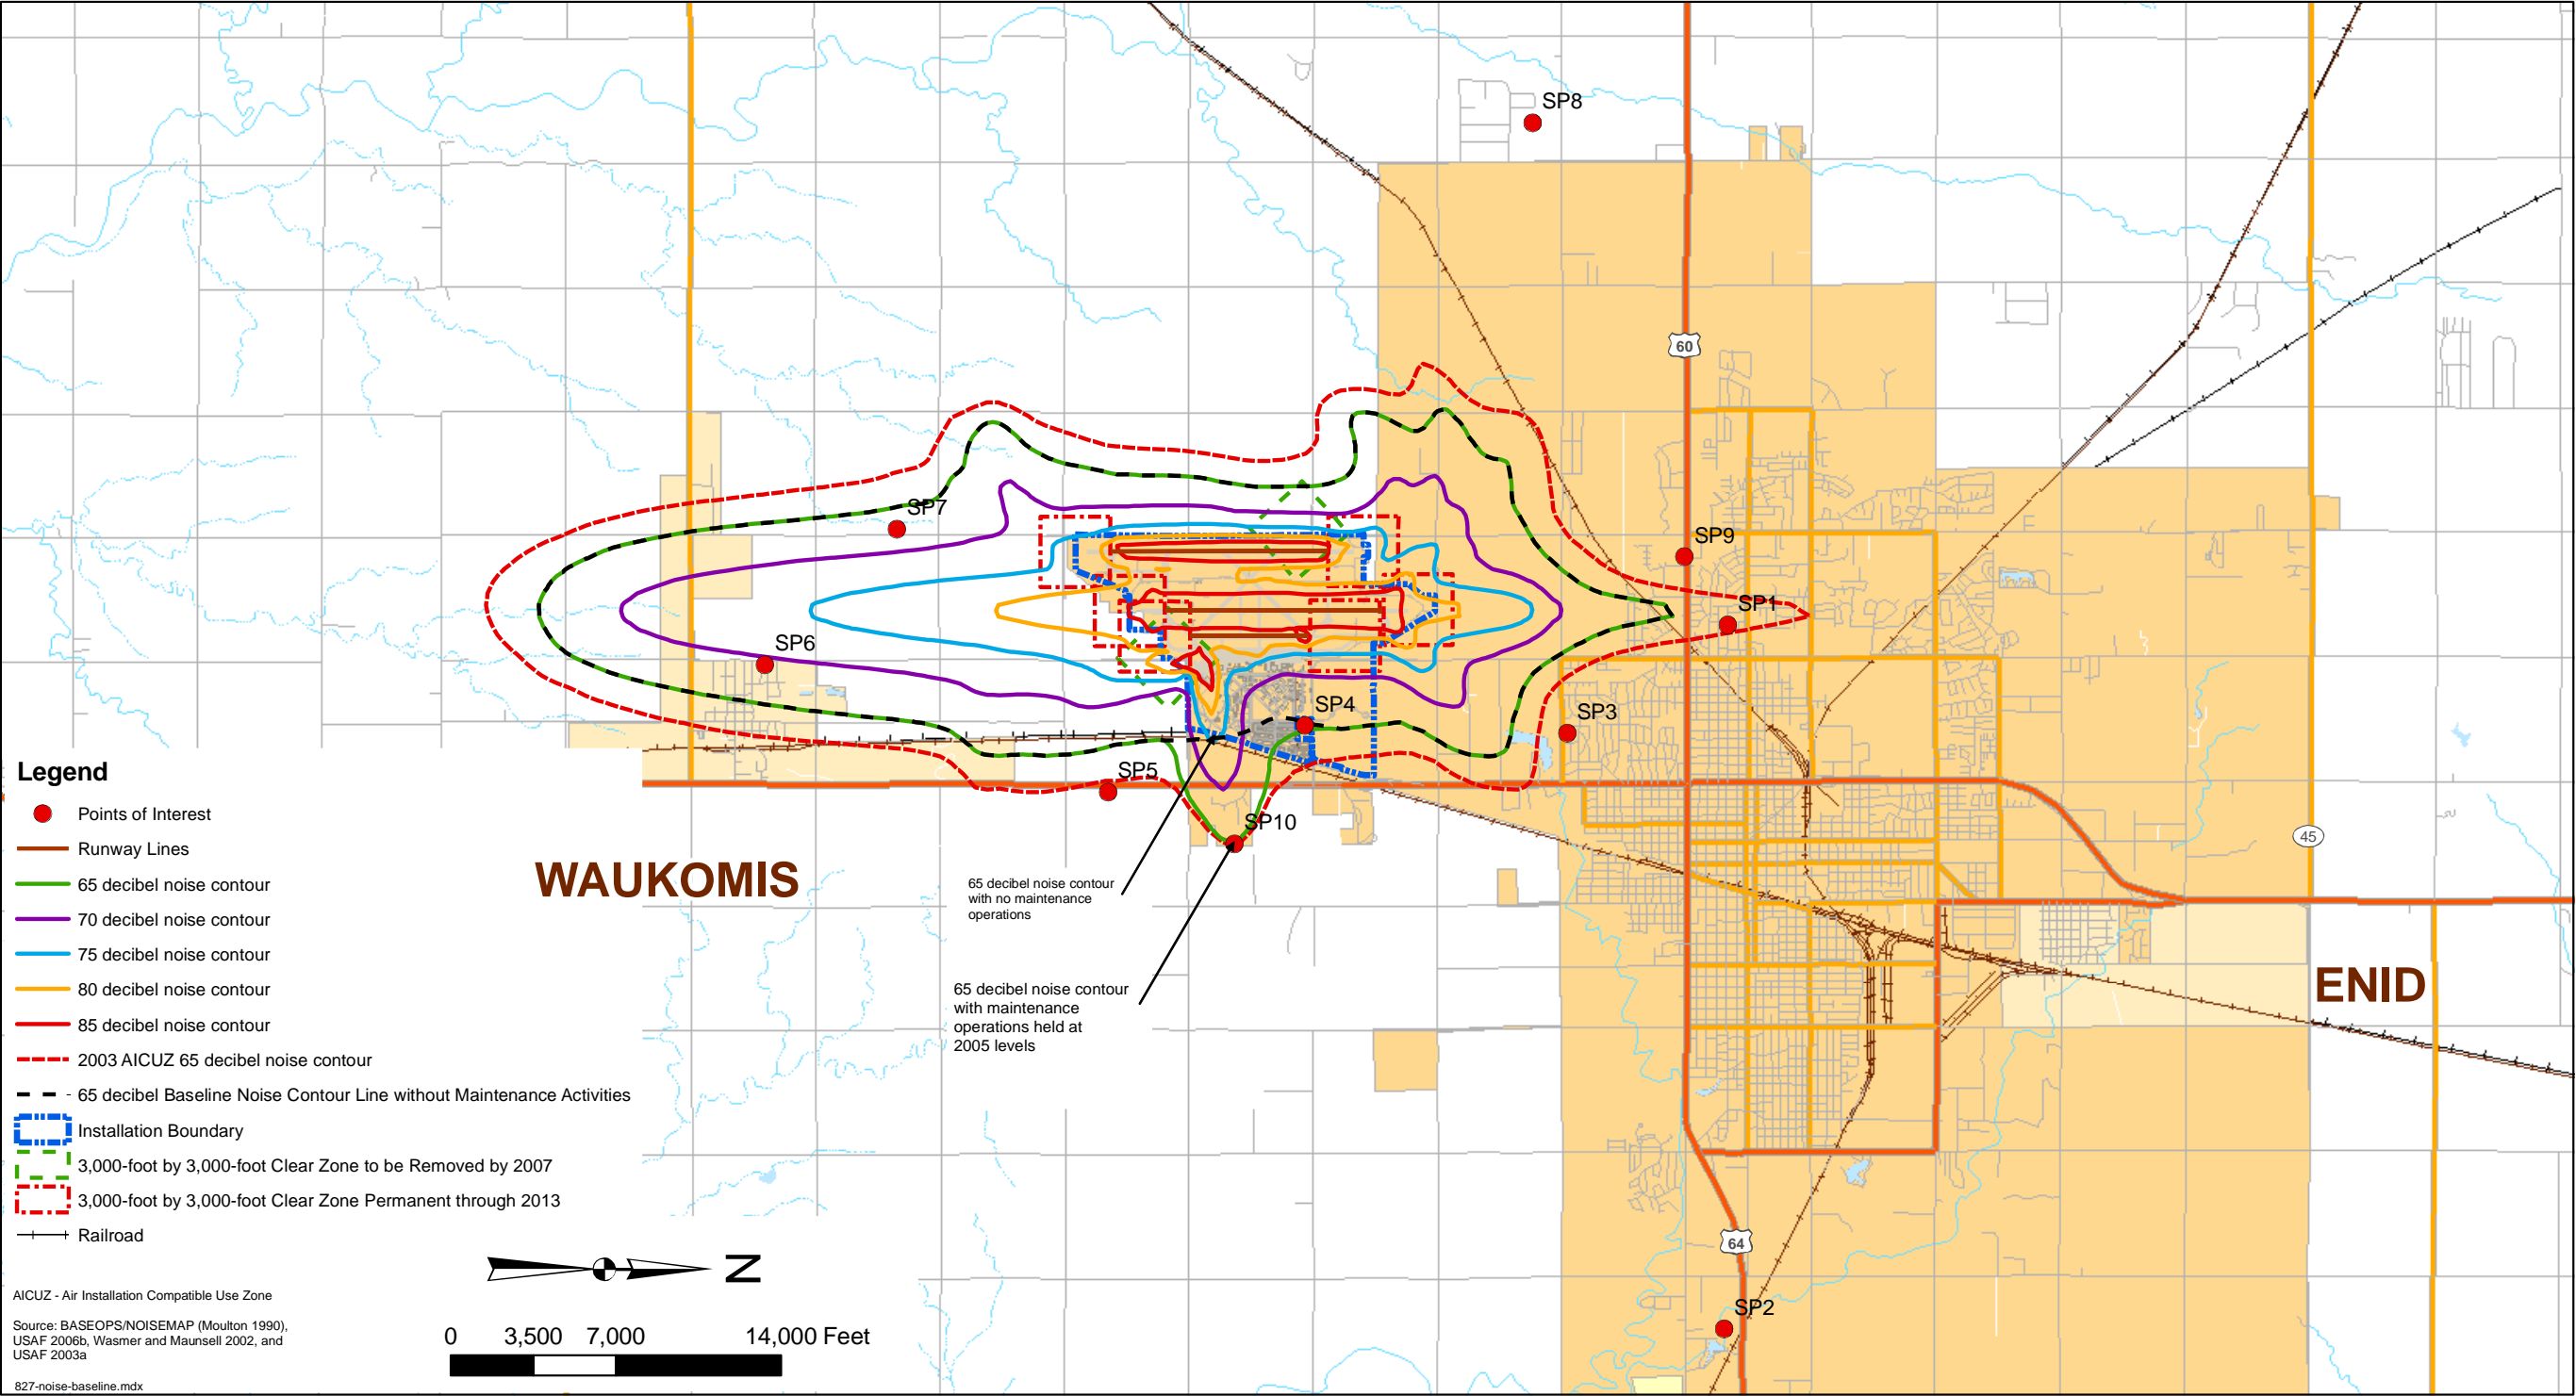 SP8
60
SP7
SP9
SP1
SP6
SP4
SP3
SP5
SP10
45
WAUKOMIS
ENID
65 decibel noise contour
with no maintenance
operations
65 decibel noise contour
with maintenance
operations held at
2005 levels
64
SP2
Legend
Points of Interest
Runway Lines
65 decibel noise contour
70 decibel noise contour
75 decibel noise contour
80 decibel noise contour
85 decibel noise contour
2003 AICUZ 65 decibel noise contour
65 decibel Baseline Noise Contour Line without Maintenance Activities
Installation Boundary
3,000-foot by 3,000-foot Clear Zone to be Removed by 2007
3,000-foot by 3,000-foot Clear Zone Permanent through 2013
Railroad
N
AICUZ - Air Installation Compatible Use Zone
Source: BASEOPS/NOISEMAP (Moulton 1990),
USAF 2006b, Wasmer and Maunsell 2002, and
USAF 2003a
0 3,500 7,000 14,000 Feet
827-noise-baseline.mdx